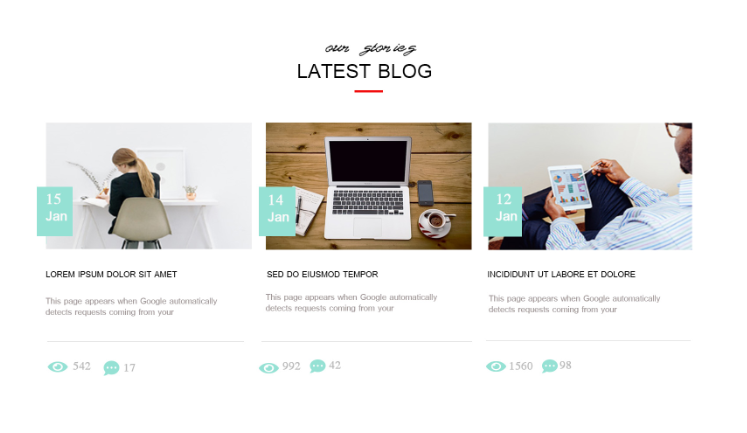 our stories
LATEST BLOG
15
Jan
14
Jan
12
Jan
LOREM IPSUM DOLOR SIT AMET
This page appears when Google automatically
detects requests coming from your
542
17
SED DO EIUSMOD TEMPOR
This page appears when Google automatically
detects requests coming from your
992
42
INCIDIDUNT UT LABORE ET DOLORE
This page appears when Google automatically
detects requests coming from your
1560
98